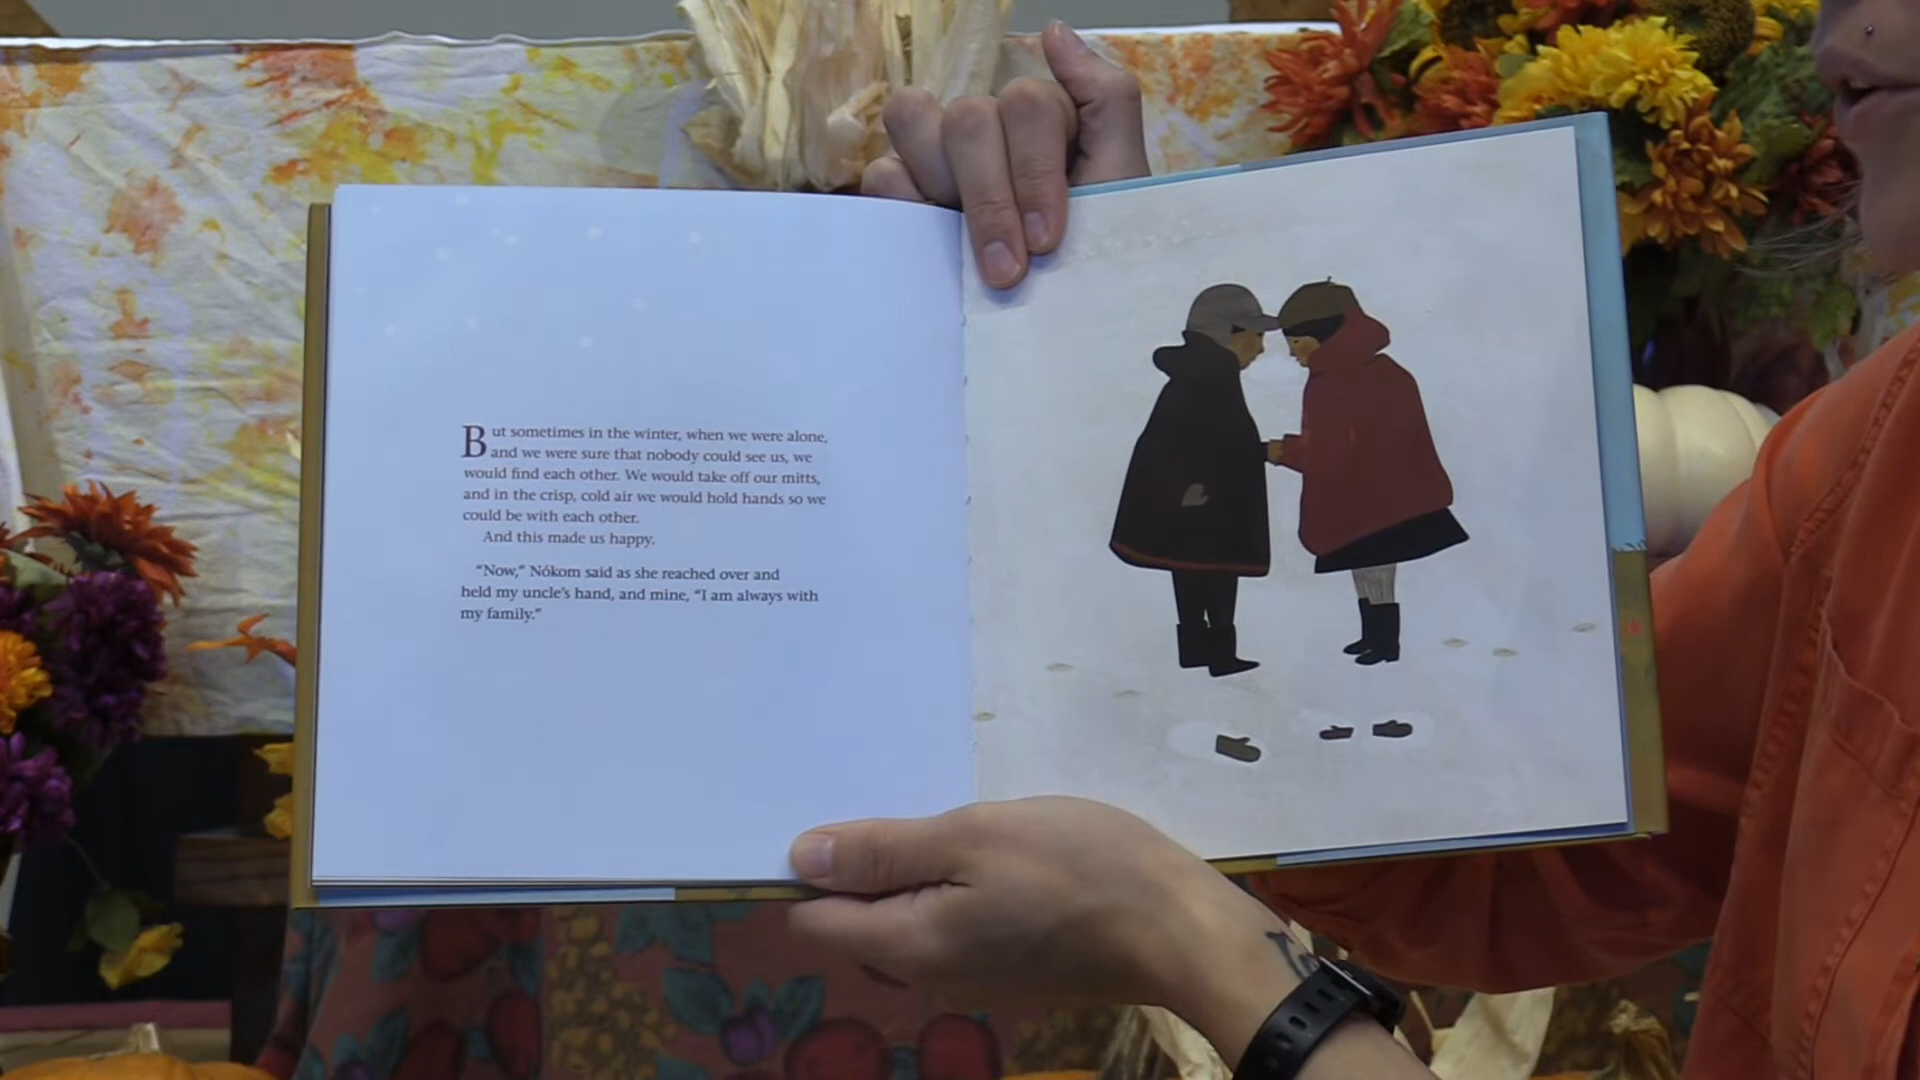 But sometimes in the winter, when we were alone,
and we were sure that nobody could see us, we
would find each other. We would take off our mitts,
and in the crisp, cold air we would hold hands so we
could be with each other.
And this made us happy.
“Now,” Nókom said as she reached over and
held my uncle’s hand, and mine, “I am always with
my family.”